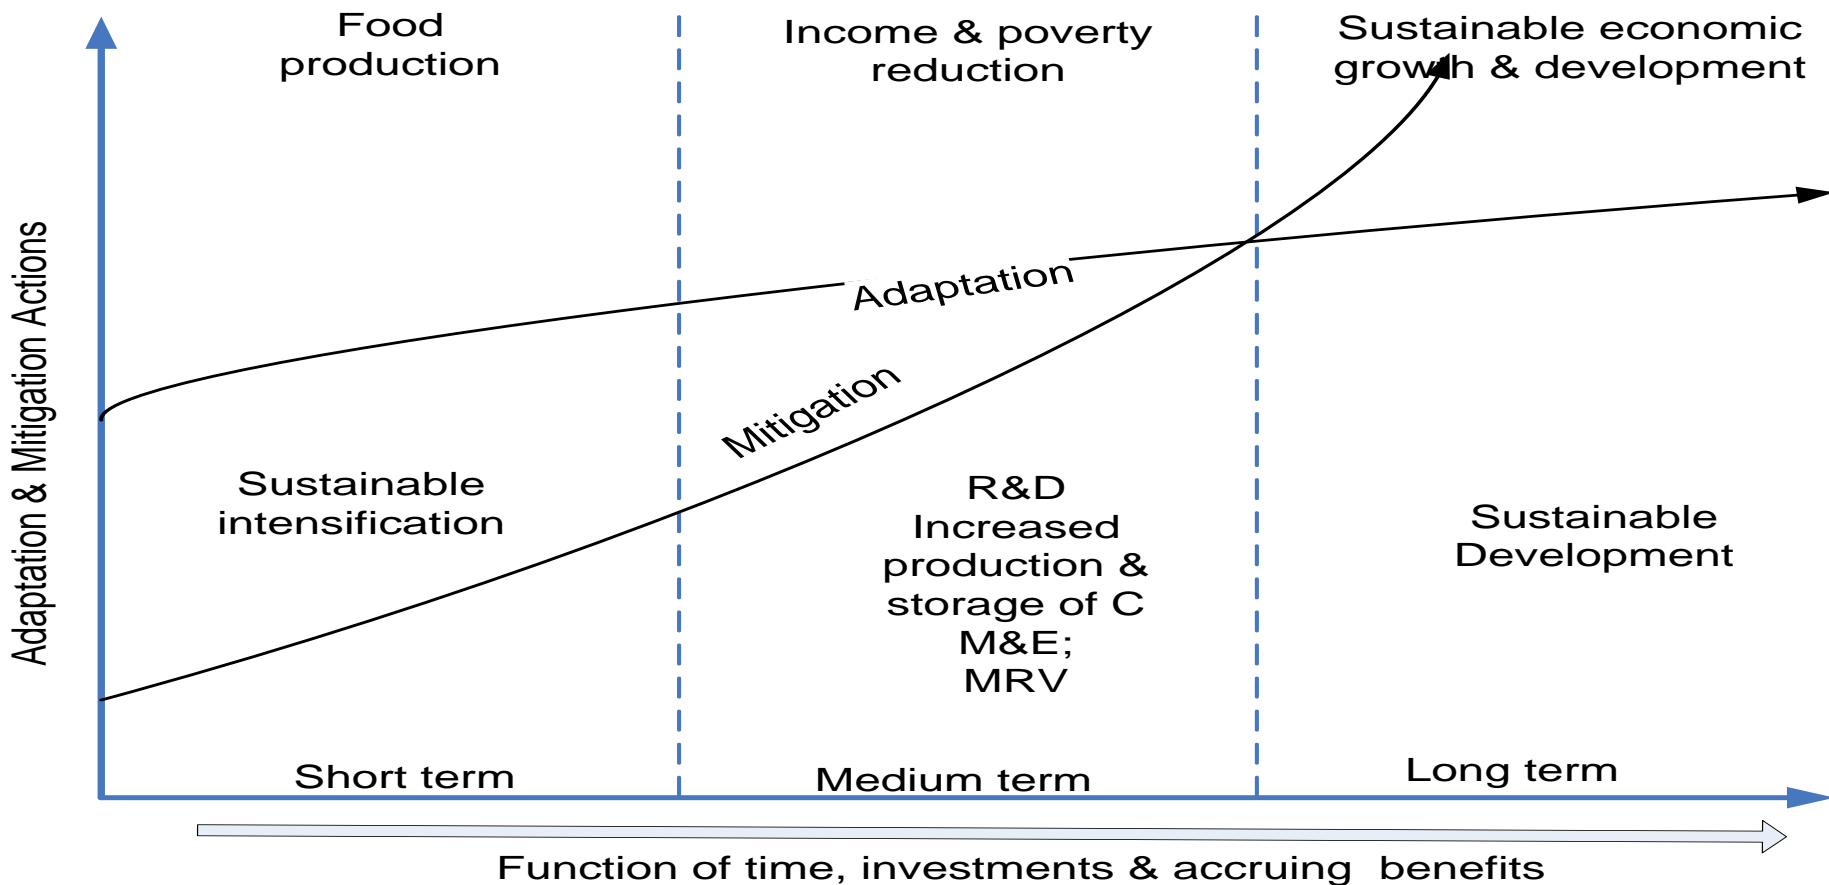 Food
production
Income & poverty
reduction
Sustainable economic
growth & development
Adaptation & Mitigation Actions
Adaptation
Mitigation
Sustainable
intensification
R&D
Increased
production &
storage of C
M&E;
MRV
Sustainable
Development
Short term
Medium term
Long term
Function of time, investments & accruing benefits